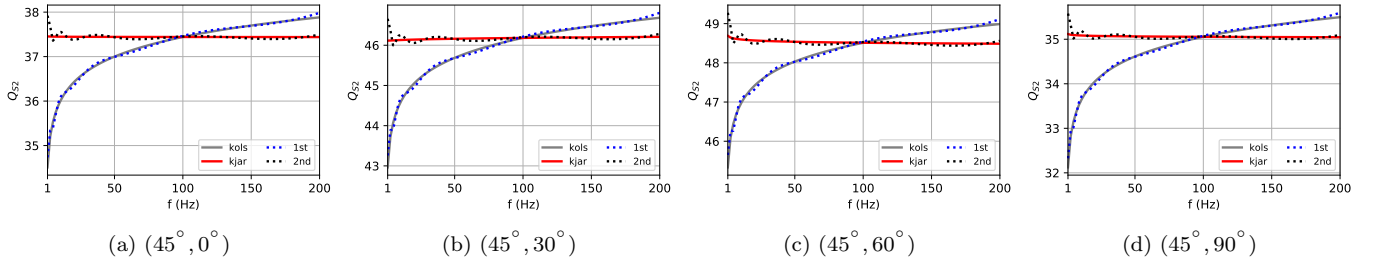 38
37
36
35
Q_{S2}
1 50 100 150 200
f (Hz)
kols 1st
kjar 2nd
(a) (45°, 0°)
46
45
44
43
Q_{S2}
1 50 100 150 200
f (Hz)
kols 1st
kjar 2nd
(b) (45°, 30°)
49
48
47
46
Q_{S2}
1 50 100 150 200
f (Hz)
kols 1st
kjar 2nd
(c) (45°, 60°)
35
34
33
32
Q_{S2}
1 50 100 150 200
f (Hz)
kols 1st
kjar 2nd
(d) (45°, 90°)